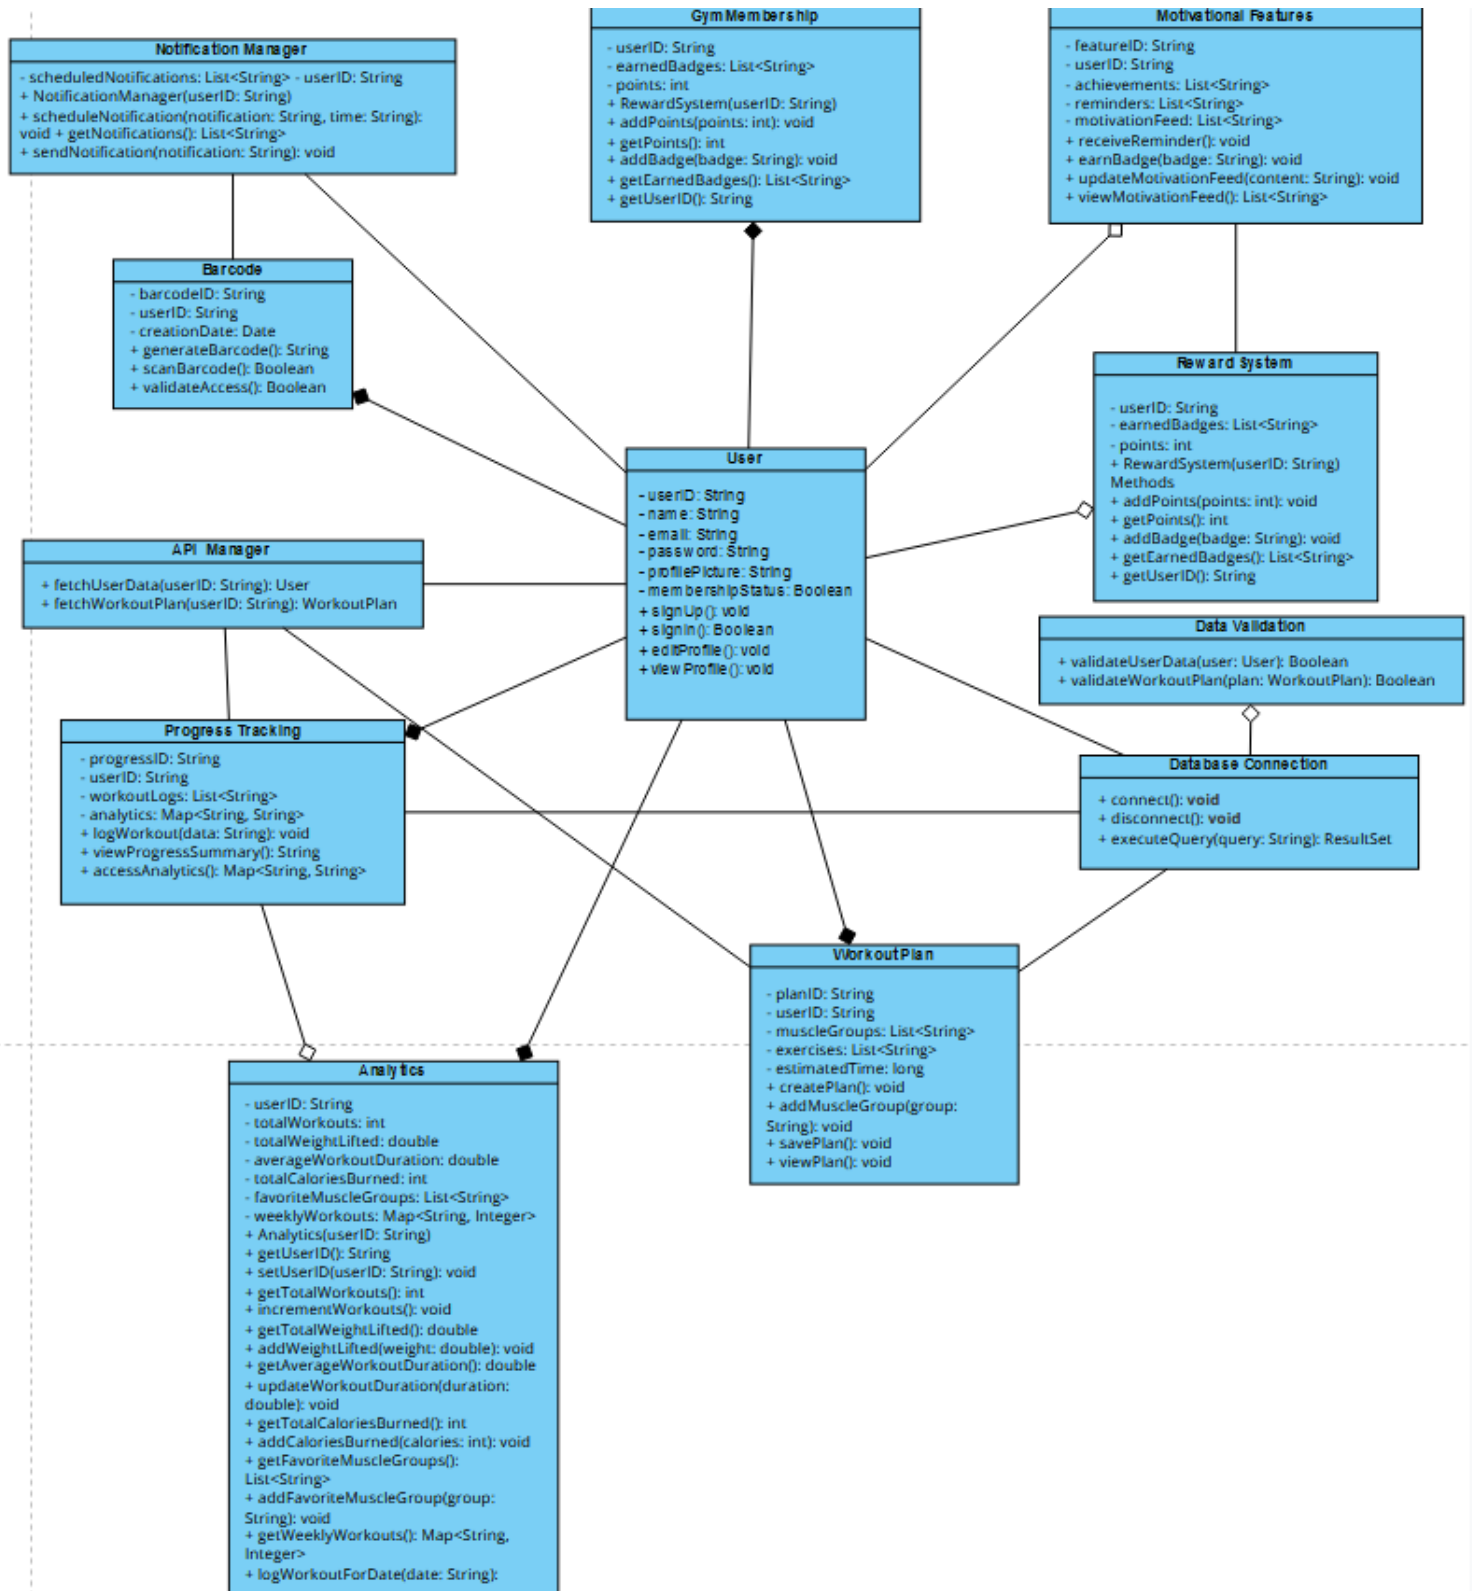 Notification Manager
- scheduledNotifications: List<String> - userID: String
+ NotificationManager(userID: String)
+ scheduleNotification(notification: String, time: String):
void + getNotifications(): List<String>
+ sendNotification(notification: String): void
Gym Membership
- userID: String
- earnedBadges: List<String>
- points: int
+ RewardSystem(userID: String)
+ addPoints(points: int): void
+ getPoints(): int
+ addBadge(badge: String): void
+ getEarnedBadges(): List<String>
+ getUserID(): String
Motivational Features
- featureID: String
- userID: String
- achievements: List<String>
- reminders: List<String>
- motivationFeed: List<String>
+ receiveReminder(): void
+ earnBadge(badge: String): void
+ updateMotivationFeed(content: String): void
+ viewMotivationFeed(): List<String>
Barcode
- barcodeID: String
- userID: String
- creationDate: Date
+ generateBarcode(): String
+ scanBarcode(): Boolean
+ validateAccess(): Boolean
Reward System
- userID: String
- earnedBadges: List<String>
- points: int
+ RewardSystem(userID: String)
Methods
+ addPoints(points: int): void
+ getPoints(): int
+ addBadge(badge: String): void
+ getEarnedBadges(): List<String>
+ getUserID(): String
User
- userID: String
- name: String
- email: String
- password: String
- profilePicture: String
- membershipStatus: Boolean
+ signUp(): void
+ signIn(): Boolean
+ editProfile(): void
+ viewProfile(): void
API Manager
+ fetchUserData(userID: String): User
+ fetchWorkoutPlan(userID: String): WorkoutPlan
Data Validation
+ validateUserData(user: User): Boolean
+ validateWorkoutPlan(plan: WorkoutPlan): Boolean
Progress Tracking
- progressID: String
- userID: String
- workoutLogs: List<String>
- analytics: Map<String, String>
+ logWorkout(data: String): void
+ viewProgressSummary(): String
+ accessAnalytics(): Map<String, String>
Database Connection
+ connect(): void
+ disconnect(): void
+ executeQuery(query: String): ResultSet
WorkoutPlan
- planID: String
- userID: String
- muscleGroups: List<String>
- exercises: List<String>
- estimatedTime: long
+ createPlan(): void
+ addMuscleGroup(group:
String): void
+ savePlan(): void
+ viewPlan(): void
Analytics
- userID: String
- totalWorkouts: int
- totalWeightLifted: double
- averageWorkoutDuration: double
- totalCaloriesBurned: int
- favoriteMuscleGroups: List<String>
- weeklyWorkouts: Map<String, Integer>
+ Analytics(userID: String)
+ getUserID(): String
+ setUserID(userID: String): void
+ getTotalWorkouts(): int
+ incrementWorkouts(): void
+ getTotalWeightLifted(): double
+ addWeightLifted(weight: double): void
+ getAverageWorkoutDuration(): double
+ updateWorkoutDuration(duration:
double): void
+ getTotalCaloriesBurned(): int
+ addCaloriesBurned(calories: int): void
+ getFavoriteMuscleGroups():
List<String>
+ addFavoriteMuscleGroup(group:
String): void
+ getWeeklyWorkouts(): Map<String,
Integer>
+ logWorkoutForDate(date: String):